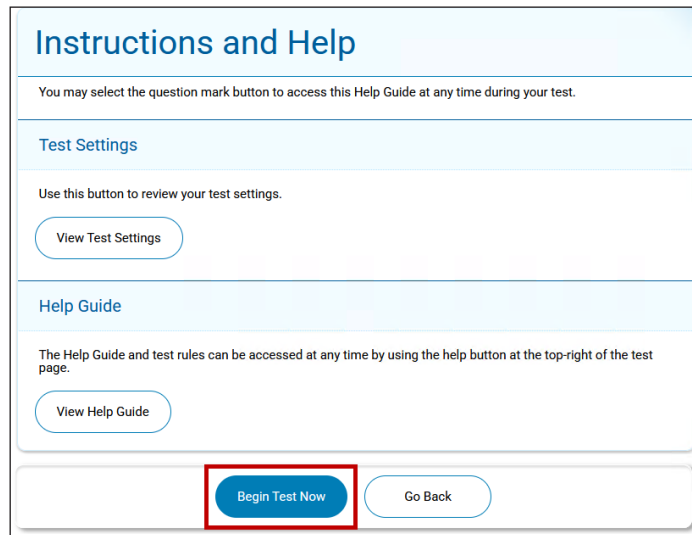 Instructions and Help
You may select the question mark button to access this Help Guide at any time during your test.
Test Settings
Use this button to review your test settings.
View Test Settings
Help Guide
The Help Guide and test rules can be accessed at any time by using the help button at the top-right of the test
page.
View Help Guide
Begin Test Now
Go Back